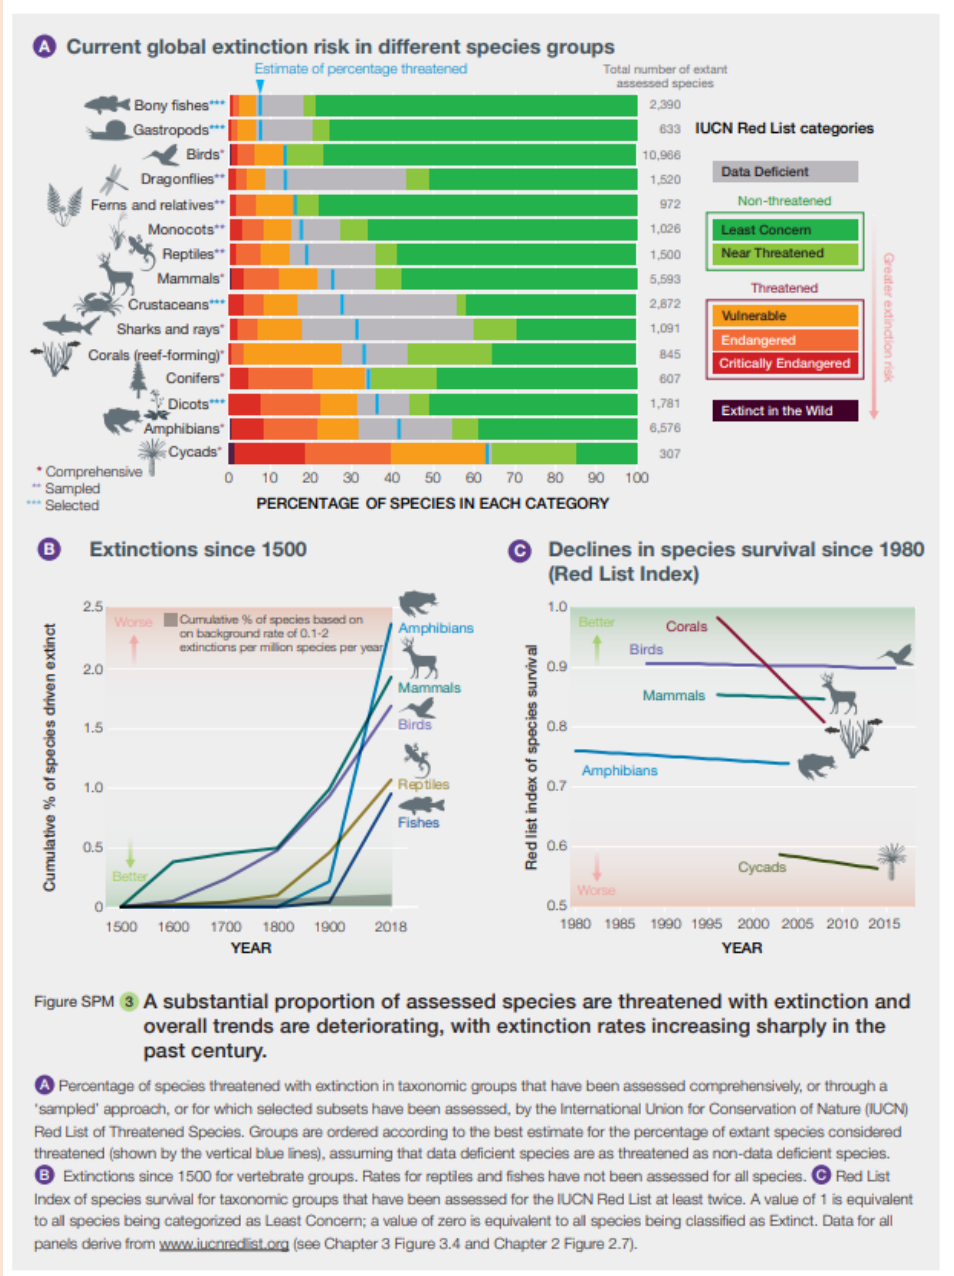 A Current global extinction risk in different species groups
Estimate of percentage threatened
Total number of extant
assessed species
Bony fishes*** 2,390
Gastropods*** 633
Birds* 10,966
Dragonflies** 1,520
Ferns and relatives** 972
Monocots** 1,026
Reptiles** 1,500
Mammals* 5,593
Crustaceans*** 2,872
Sharks and rays* 1,091
Corals (reef-forming)* 845
Conifers* 607
Dicots*** 1,781
Amphibians* 6,576
Cycads* 307
0 10 20 30 40 50 60 70 80 90 100
PERCENTAGE OF SPECIES IN EACH CATEGORY
* Comprehensive
** Sampled
*** Selected
IUCN Red List categories
Data Deficient
Non-threatened
Least Concern
Near Threatened
Threatened
Vulnerable
Endangered
Critically Endangered
Extinct in the Wild
Greater extinction risk
B Extinctions since 1500
Cumulative % of species driven extinct
2.5
2.0
1.5
1.0
0.5
0
Worse
Better
Cumulative % of species based on
on background rate of 0.1-2
extinctions per million species per year
Amphibians
Mammals
Birds
Reptiles
Fishes
1500 1600 1700 1800 1900 2018
YEAR
C Declines in species survival since 1980
(Red List Index)
Red list index of species survival
1.0
0.9
0.8
0.7
0.6
0.5
Better
Corals
Birds
Mammals
Amphibians
Cycads
Worse
1980 1985 1990 1995 2000 2005 2010 2015
YEAR
Figure SPM 3 A substantial proportion of assessed species are threatened with extinction and
overall trends are deteriorating, with extinction rates increasing sharply in the
past century.
A Percentage of species threatened with extinction in taxonomic groups that have been assessed comprehensively, or through a
‘sampled’ approach, or for which selected subsets have been assessed, by the International Union for Conservation of Nature (IUCN)
Red List of Threatened Species. Groups are ordered according to the best estimate for the percentage of extant species considered
threatened (shown by the vertical blue lines), assuming that data deficient species are as threatened as non-data deficient species.
B Extinctions since 1500 for vertebrate groups. Rates for reptiles and fishes have not been assessed for all species. C Red List
Index of species survival for taxonomic groups that have been assessed for the IUCN Red List at least twice. A value of 1 is equivalent
to all species being categorized as Least Concern; a value of zero is equivalent to all species being classified as Extinct. Data for all
panels derive from www.iucnredlist.org (see Chapter 3 Figure 3.4 and Chapter 2 Figure 2.7).